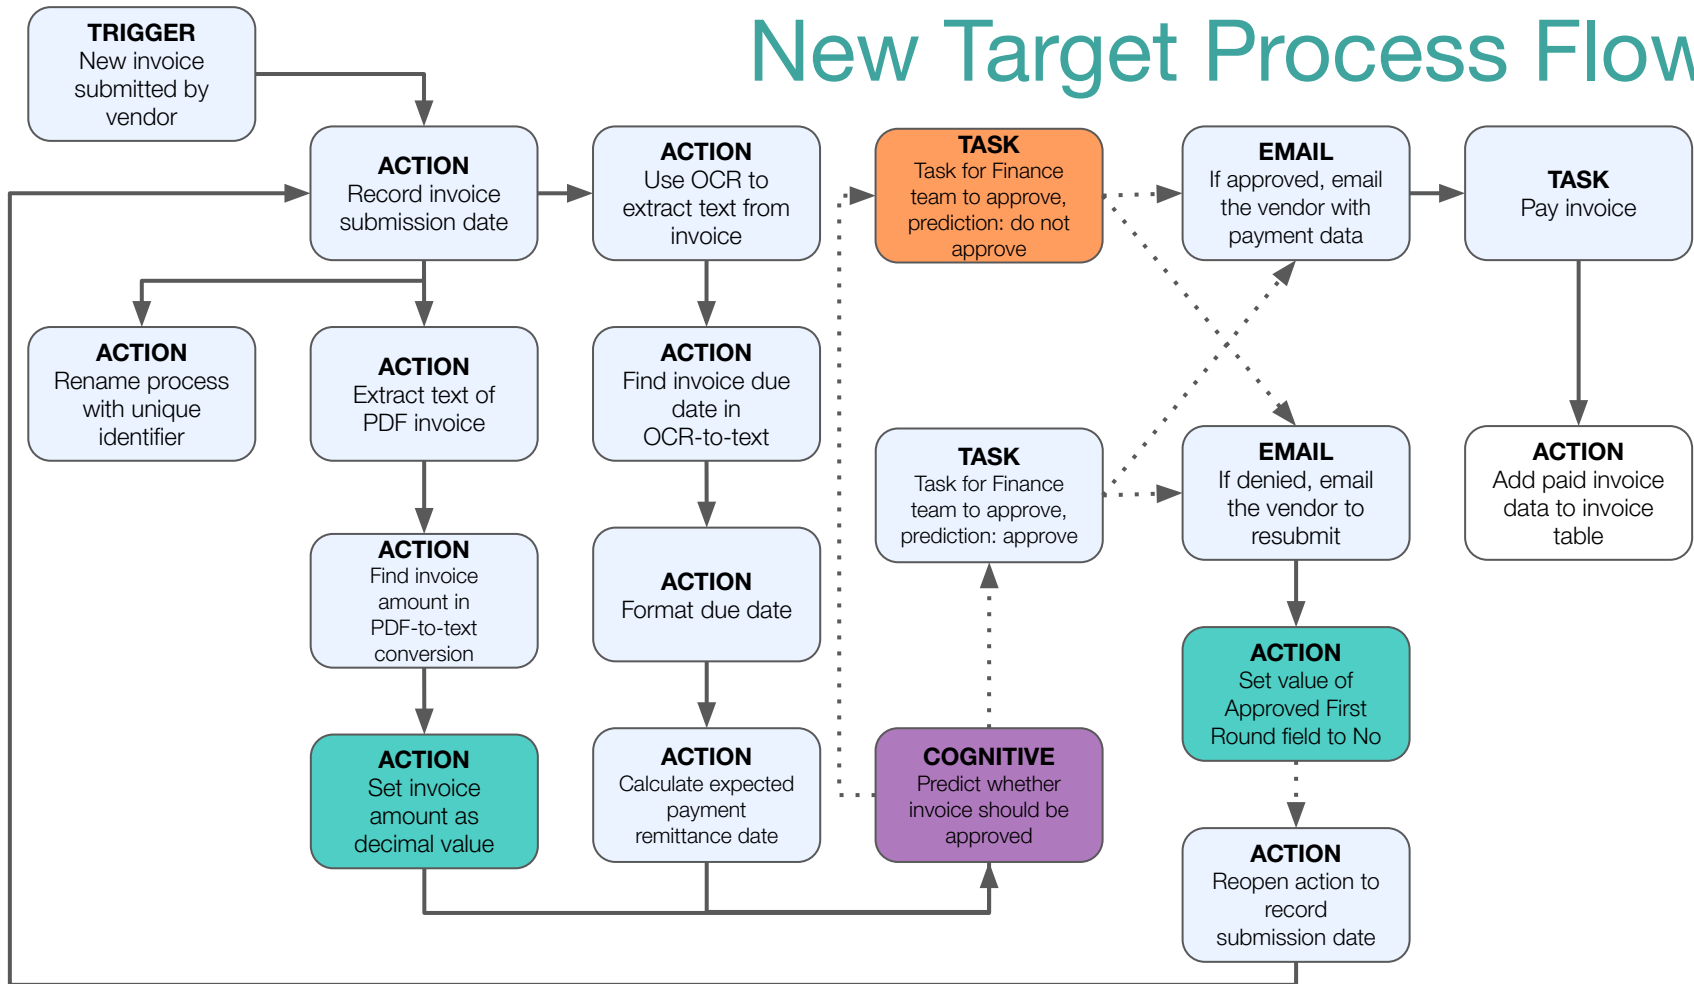 New Target Process Flow
TRIGGER
New invoice
submitted by
vendor
ACTION
Record invoice
submission date
ACTION
Use OCR to
extract text from
invoice
TASK
Task for Finance
team to approve,
prediction: do not
approve
EMAIL
If approved, email
the vendor with
payment data
TASK
Pay invoice
ACTION
Rename process
with unique
identifier
ACTION
Extract text of
PDF invoice
ACTION
Find invoice due
date in
OCR-to-text
TASK
Task for Finance
team to approve,
prediction: approve
EMAIL
If denied, email
the vendor to
resubmit
ACTION
Add paid invoice
data to invoice
table
ACTION
Find invoice
amount in
PDF-to-text
conversion
ACTION
Format due date
ACTION
Set value of
Approved First
Round field to No
ACTION
Set invoice
amount as
decimal value
ACTION
Calculate expected
payment
remittance date
COGNITIVE
Predict whether
invoice should be
approved
ACTION
Reopen action to
record
submission date